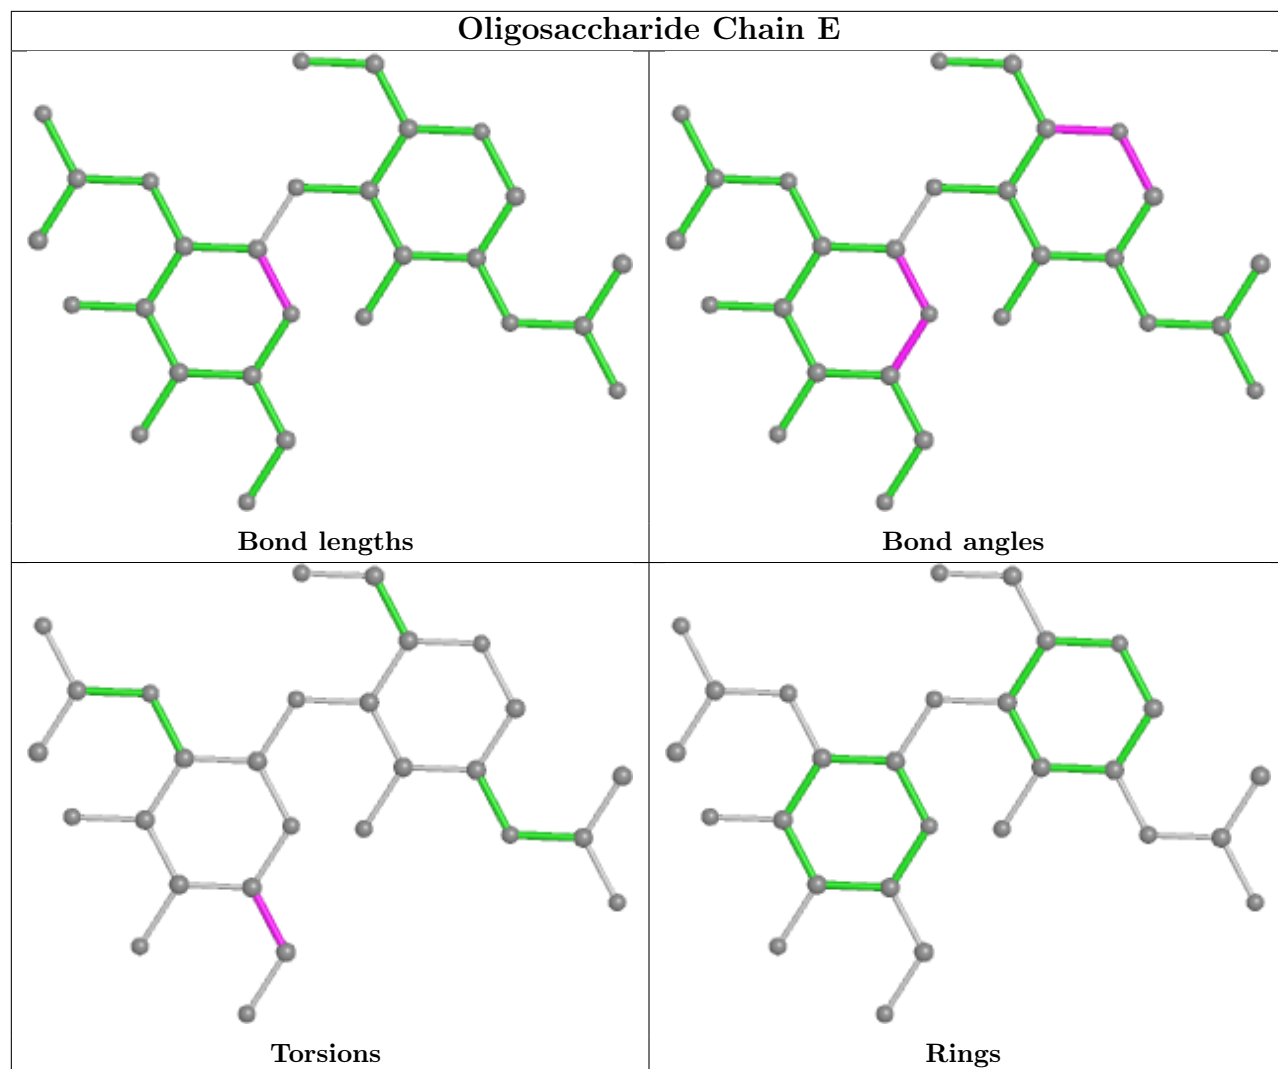 Oligosaccharide Chain E
Bond lengths
Bond angles
Torsions
Rings